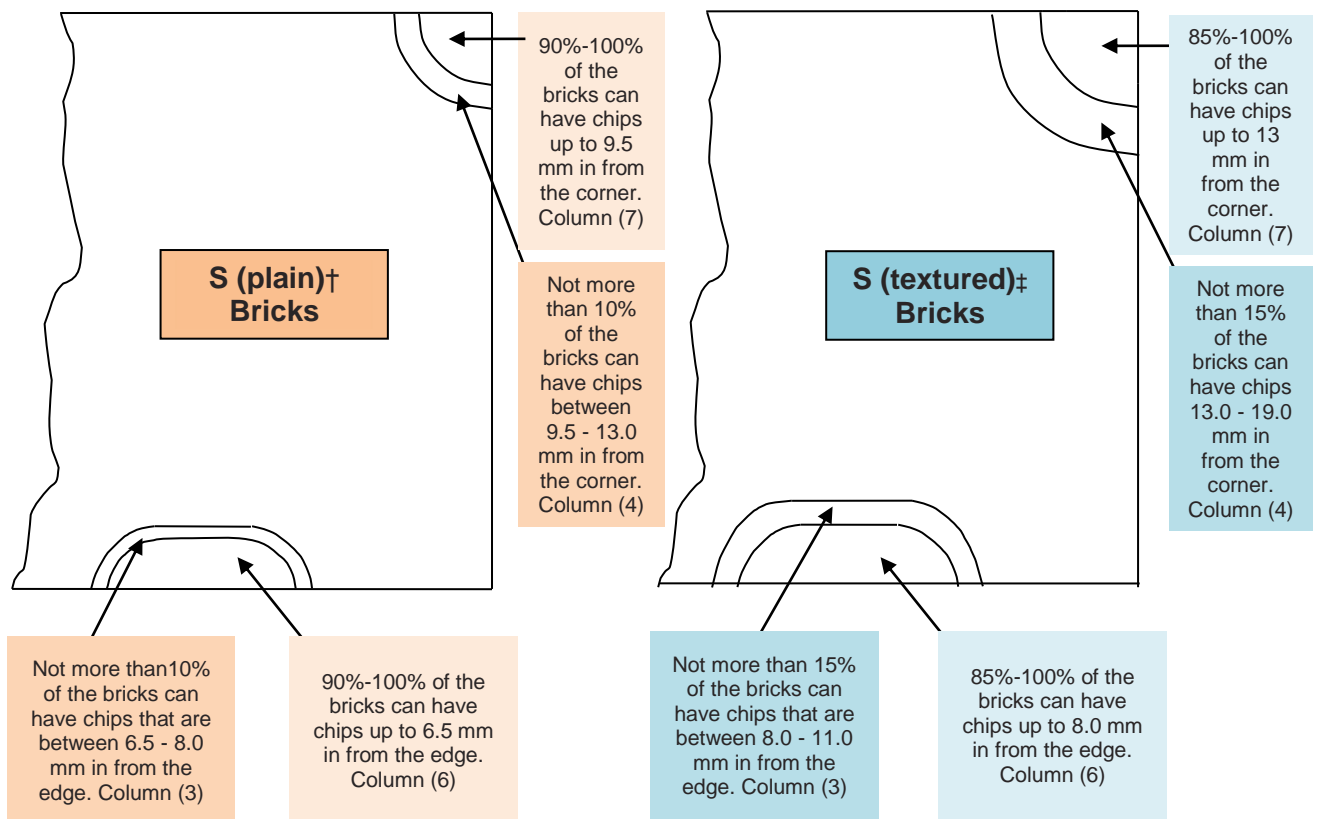 90%-100%
of the
bricks can
have chips
up to 9.5
mm in from
the corner.
Column (7)
S (plain)†
Bricks
Not more
than 10%
of the
bricks can
have chips
between
9.5 - 13.0
mm in from
the corner.
Column (4)
Not more than10%
of the bricks can
have chips that are
between 6.5 - 8.0
mm in from the
edge. Column (3)
90%-100% of the
bricks can have
chips up to 6.5 mm
in from the edge.
Column (6)
85%-100%
of the
bricks can
have chips
up to 13
mm in
from the
corner.
Column (7)
S (textured)‡
Bricks
Not more
than 15%
of the
bricks can
have chips
13.0 - 19.0
mm in
from the
corner.
Column (4)
Not more than 15%
of the bricks can
have chips that are
between 8.0 - 11.0
mm in from the
edge. Column (3)
85%-100% of the
bricks can have
chips up to 8.0 mm
in from the edge.
Column (6)